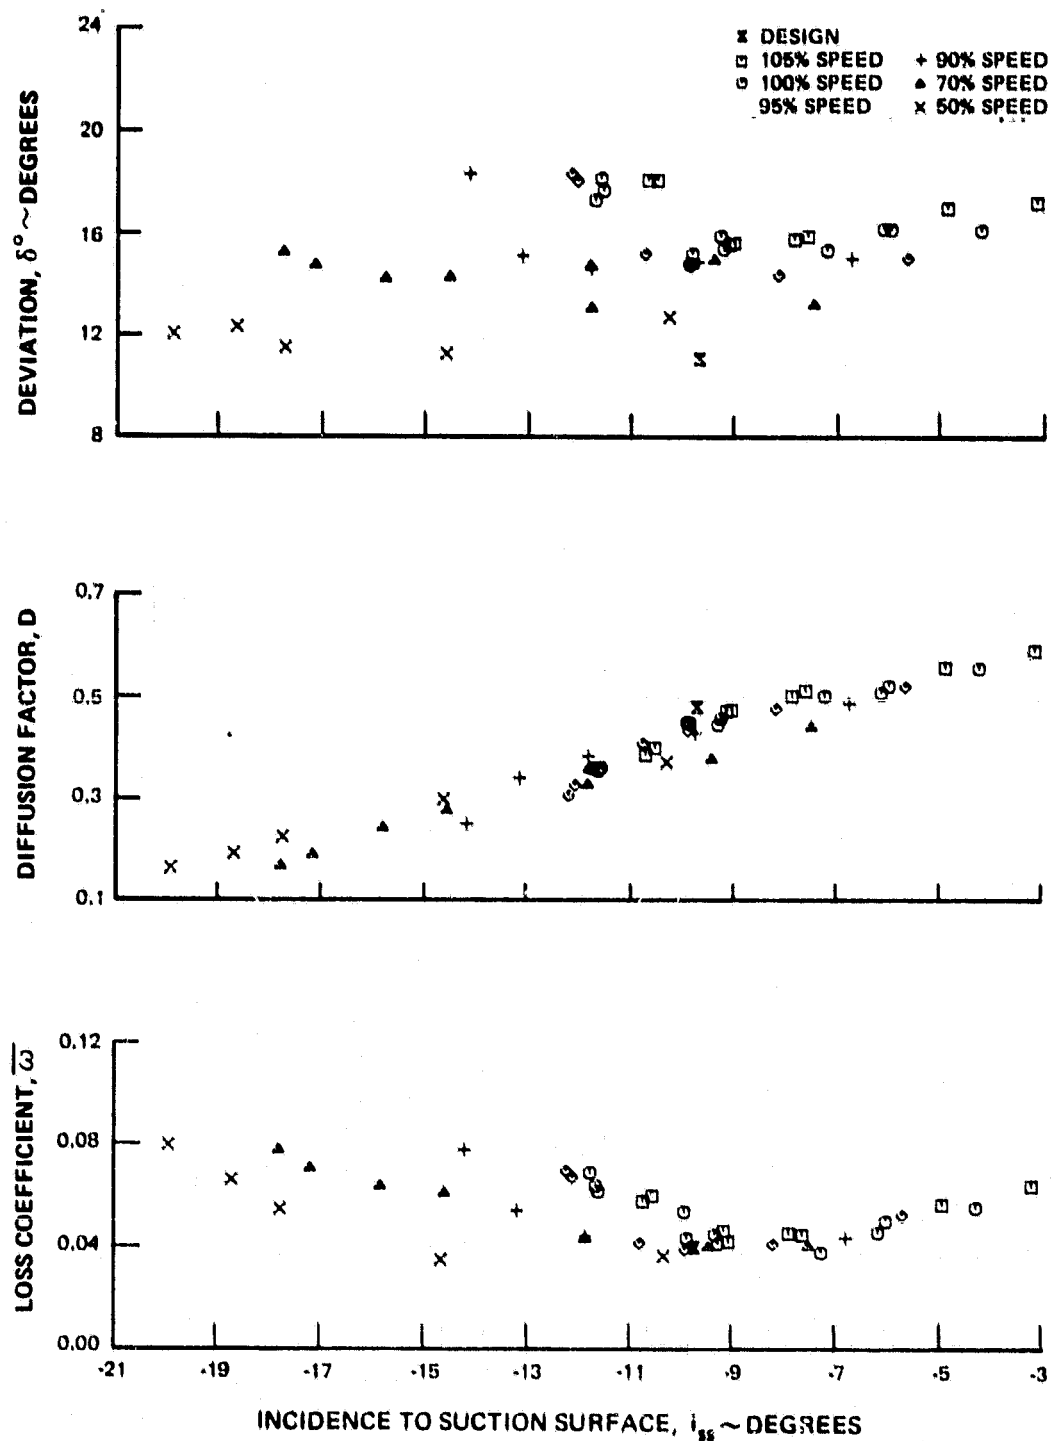 DESIGN
105% SPEED
100% SPEED
95% SPEED
90% SPEED
70% SPEED
50% SPEED
DEVIATION, δ° ~ DEGREES
24
20
16
12
8
DIFFUSION FACTOR, D
0.7
0.5
0.3
0.1
LOSS COEFFICIENT, ω̅
0.12
0.08
0.04
0.00
-21
-19
-17
-15
-13
-11
-9
-7
-5
-3
INCIDENCE TO SUCTION SURFACE, iss ~ DEGREES